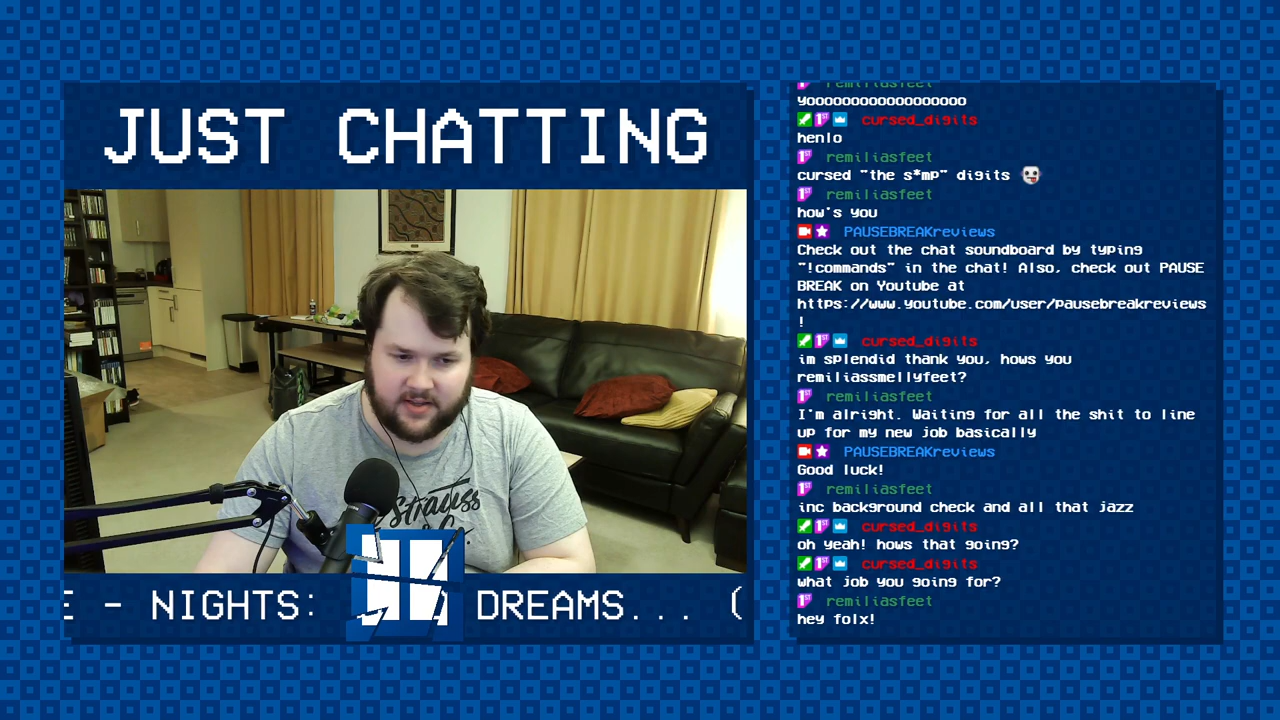 JUST CHATTING
Strauss
& Co.
E - NIGHTS: DREAMS... (
remiliasfeet
yooooooooooooooooooo
cursed_digits
henlo
remiliasfeet
cursed "the s*mp" digits
remiliasfeet
how's you
PAUSEBREAKreviews
Check out the chat soundboard by typing
"!commands" in the chat! Also, check out PAUSE
BREAK on Youtube at
https://www.youtube.com/user/pausebreakreviews
!
cursed_digits
im splendid thank you, hows you
remiliassmellyfeet?
remiliasfeet
I'm alright. Waiting for all the shit to line
up for my new job basically
PAUSEBREAKreviews
Good luck!
remiliasfeet
inc background check and all that jazz
cursed_digits
oh yeah! hows that going?
cursed_digits
what job you going for?
remiliasfeet
hey folx!